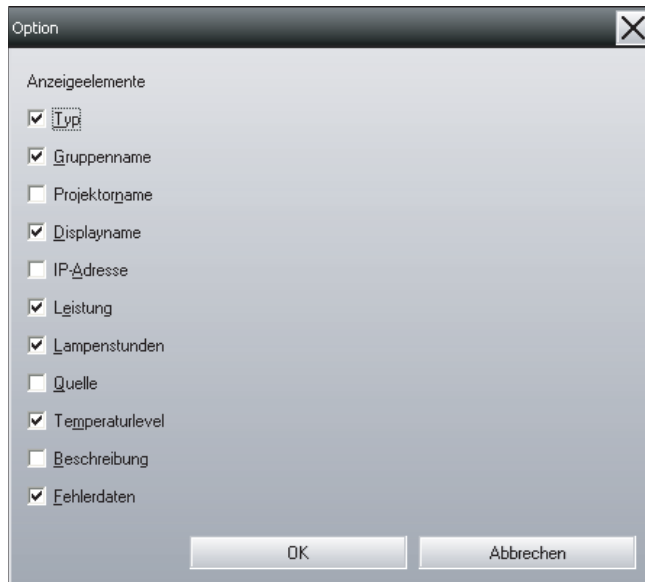 Option
Anzeigeelemente
Typ
Gruppenname
Projektorname
Displayname
IP-Adresse
Leistung
Lampenstunden
Quelle
Temperaturlevel
Beschreibung
Fehlerdaten
OK Abbrechen